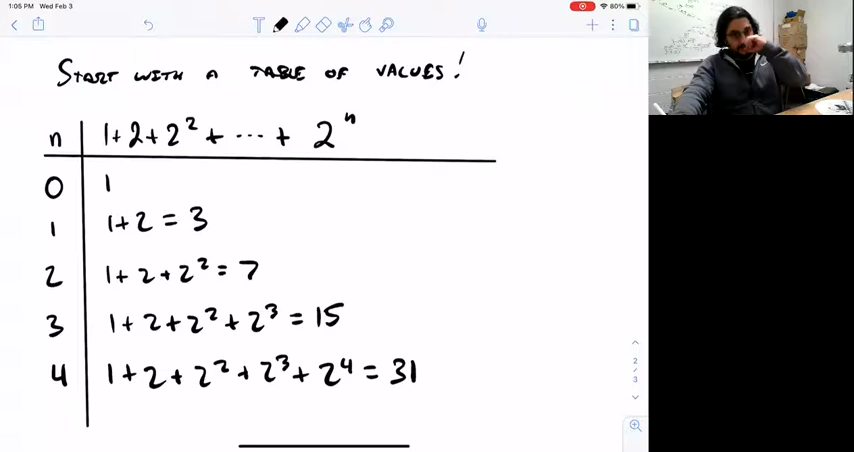 1:05 PM Wed Feb 3 80%
START WITH A TABLE OF VALUES!
n 1+2+2²+ ⋯ + 2ⁿ
0 1
1 1+2 = 3
2 1+2+2² = 7
3 1+2+2²+2³ = 15
4 1+2+2²+2³+2⁴ = 31
2
/
3